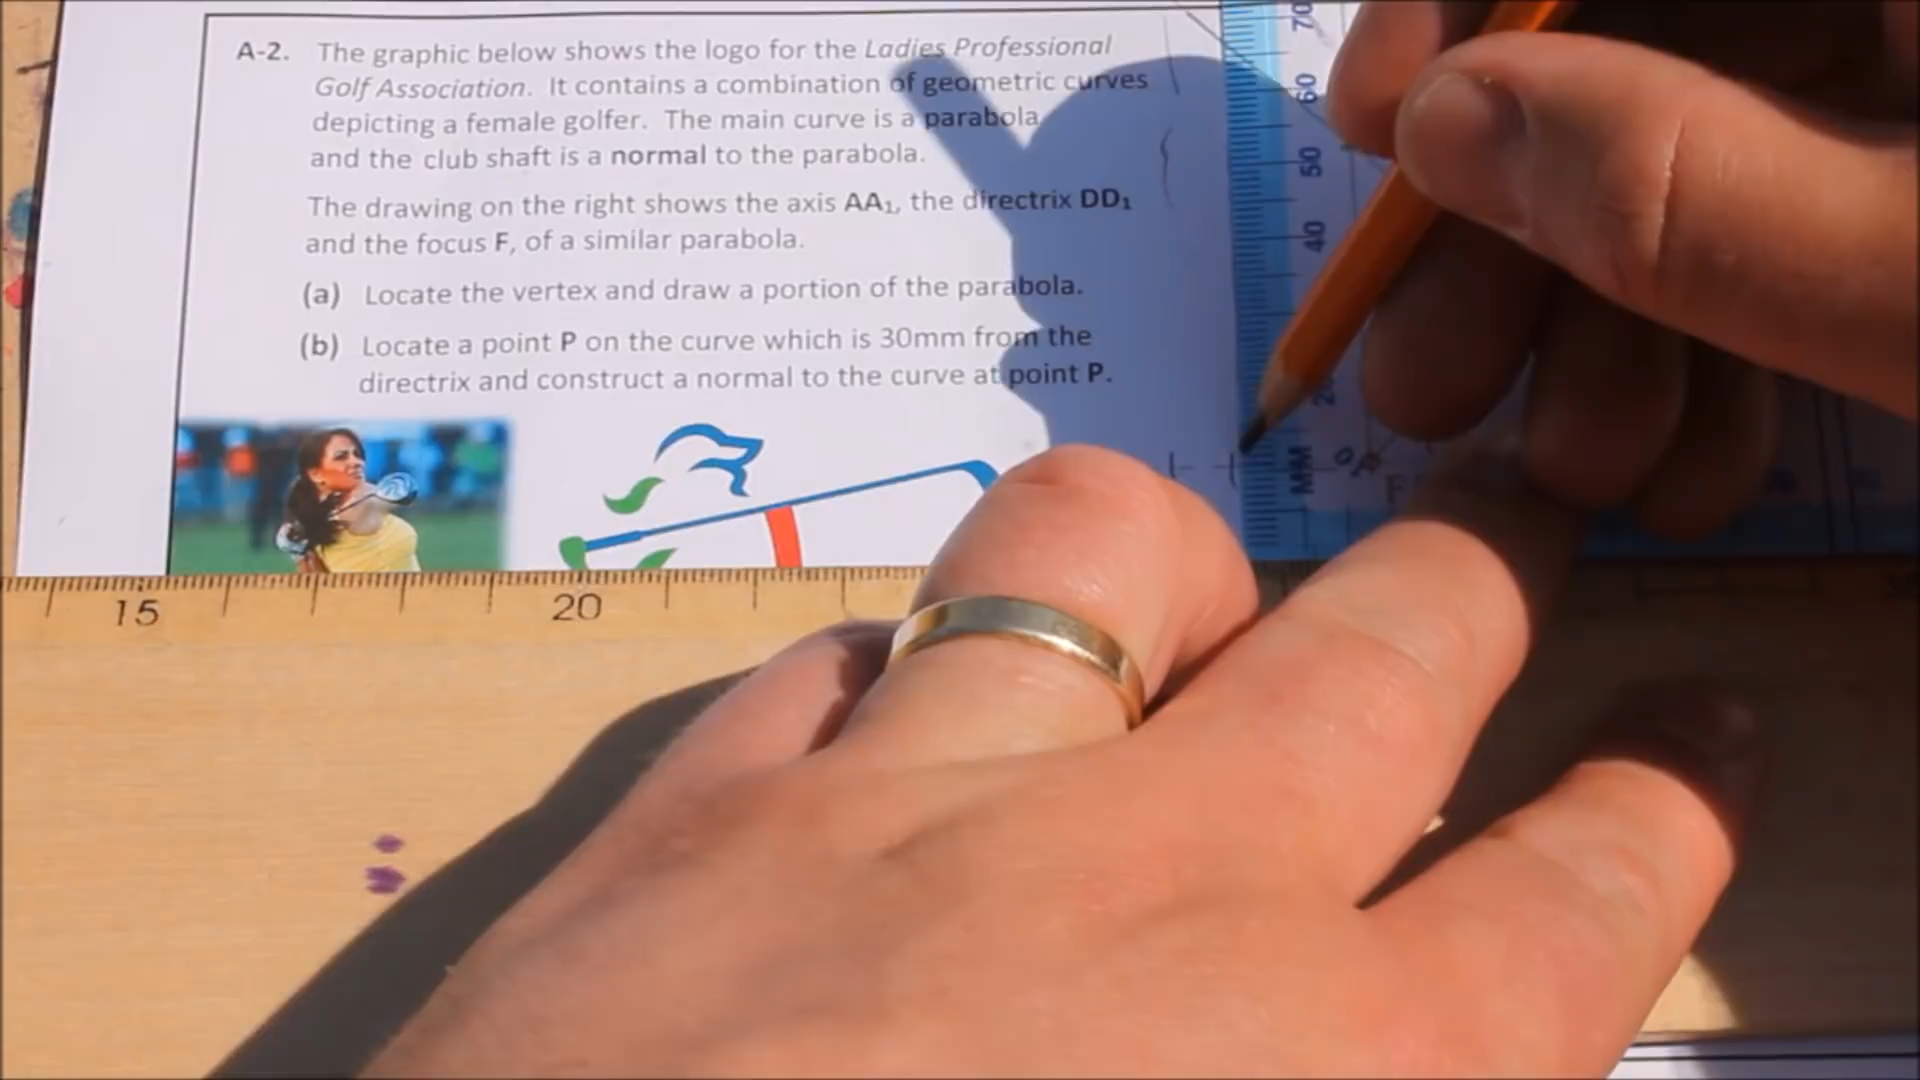 A-2. The graphic below shows the logo for the Ladies Professional
Golf Association. It contains a combination of geometric curves
depicting a female golfer. The main curve is a parabola
and the club shaft is a normal to the parabola.
The drawing on the right shows the axis AA₁, the directrix DD₁
and the focus F, of a similar parabola.
(a) Locate the vertex and draw a portion of the parabola.
(b) Locate a point P on the curve which is 30mm from the
directrix and construct a normal to the curve at point P.
70
60
50
40
MM
0
F
15
20